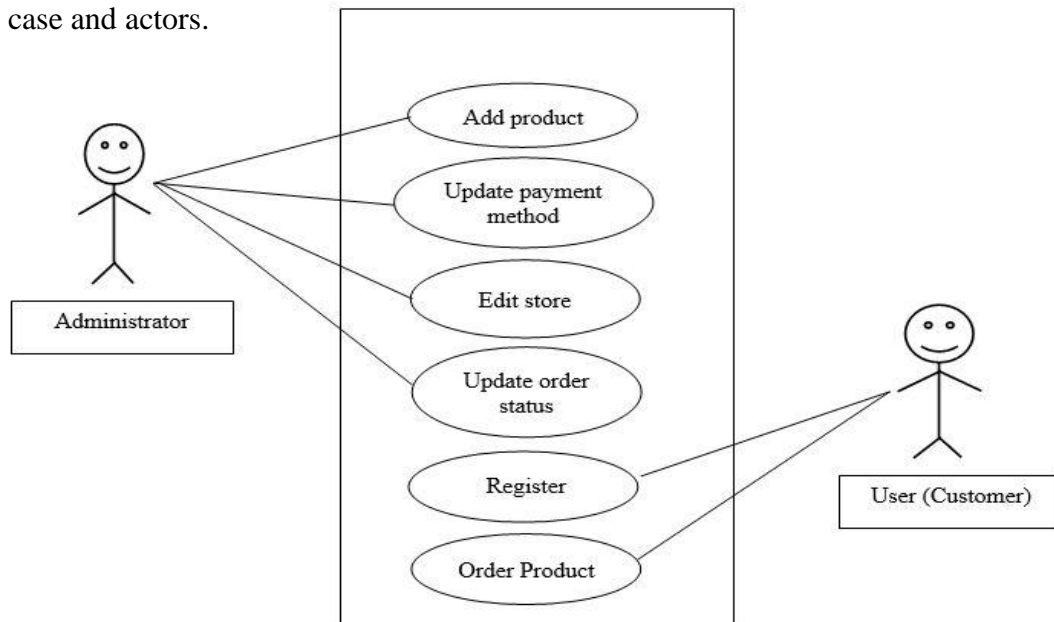 case and actors.
Add product
Update payment
method
Edit store
Administrator
Update order
status
Register
User (Customer)
Order Product